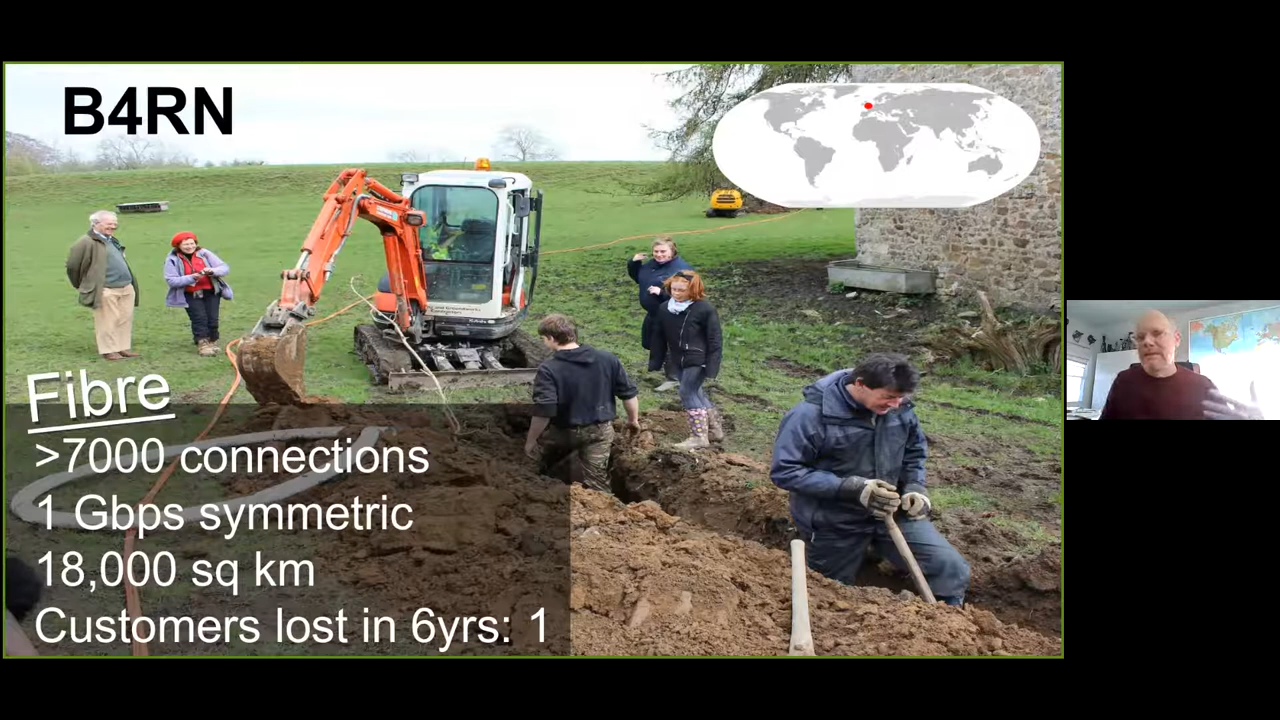 B4RN
Fibre
>7000 connections
1 Gbps symmetric
18,000 sq km
Customers lost in 6yrs: 1